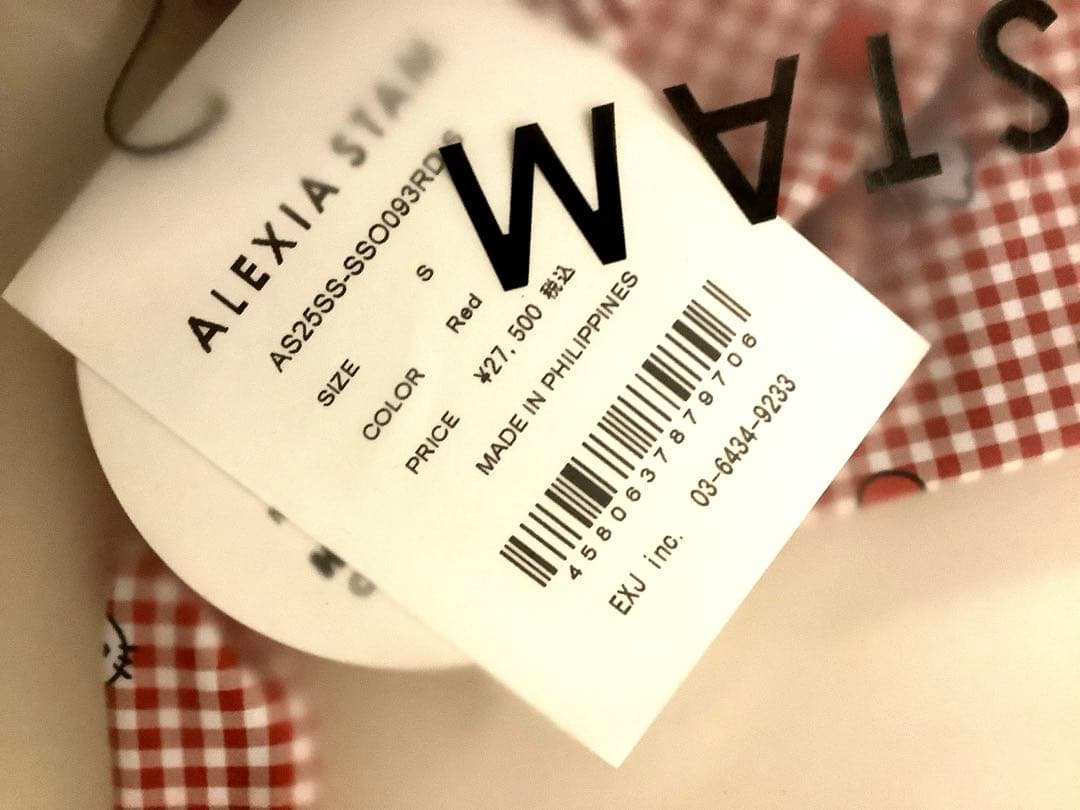 ALEXIA STAM
AS25SS-SSO093RD
SIZE S
COLOR Red
PRICE ¥27,500 税込
MADE IN PHILIPPINES
4580637879706
EXJ inc. 03-6434-9233
STAM